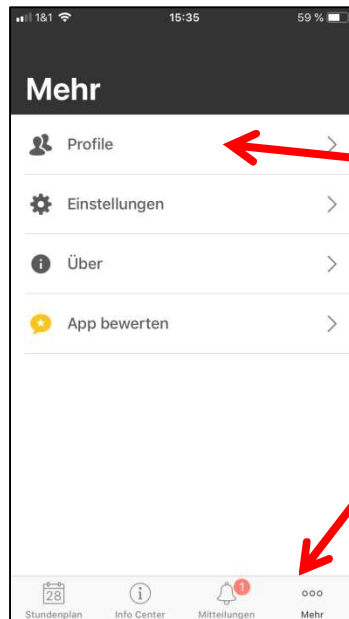 1&1 15:35 59 %
Mehr
Profile
Einstellungen
Über
App bewerten
28 1
Stundenplan Info Center Mitteilungen Mehr